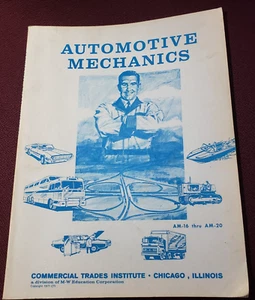 AUTOMOTIVE
MECHANICS
AM-16 thru AM-20
COMMERCIAL TRADES INSTITUTE · CHICAGO, ILLINOIS
a division of M-W Education Corporation